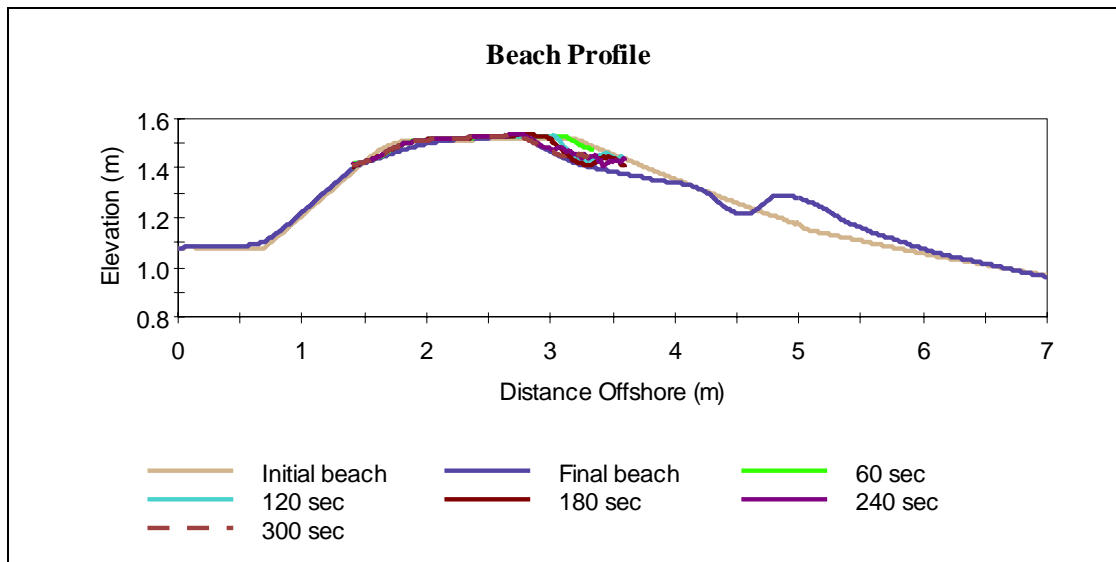 Beach Profile
1.6
1.4
1.2
1.0
0.8
Elevation (m)
0 1 2 3 4 5 6 7
Distance Offshore (m)
Initial beach Final beach 60 sec
120 sec 180 sec 240 sec
300 sec